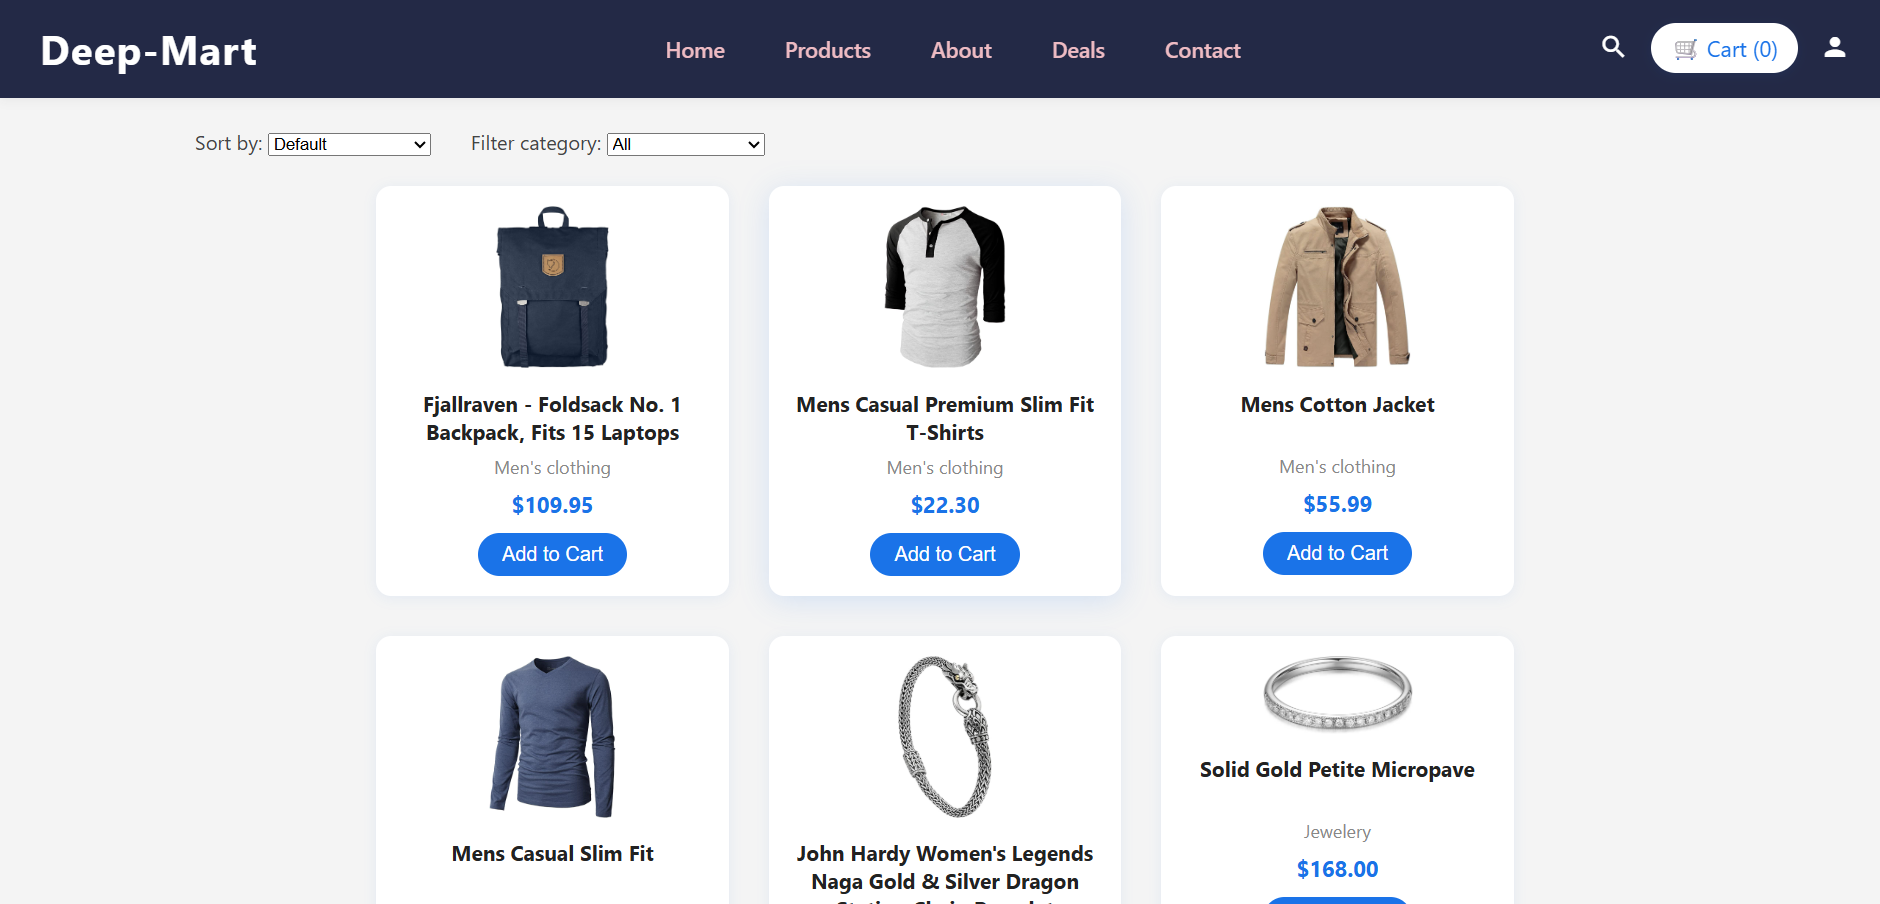 Deep-Mart
Home
Products
About
Deals
Contact
Cart (0)
Sort by: Default
Filter category: All
Fjallraven - Foldsack No. 1
Backpack, Fits 15 Laptops
Men's clothing
$109.95
Add to Cart
Mens Casual Premium Slim Fit
T-Shirts
Men's clothing
$22.30
Add to Cart
Mens Cotton Jacket
Men's clothing
$55.99
Add to Cart
Mens Casual Slim Fit
John Hardy Women's Legends
Naga Gold & Silver Dragon
Station Chain Bracelet
Solid Gold Petite Micropave
Jewelery
$168.00